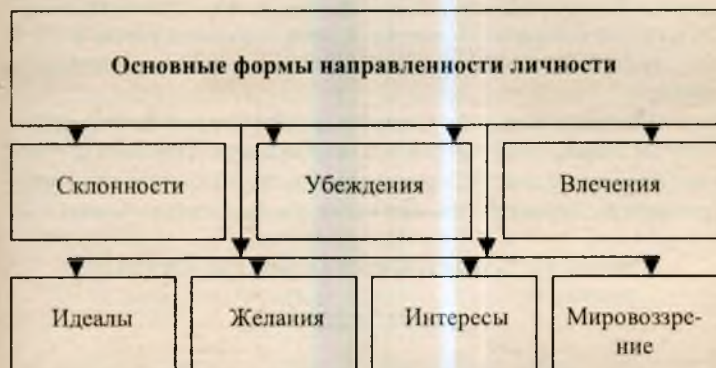 Основные формы направленности личности
Склонности
Убеждения
Влечения
Идеалы
Желания
Интересы
Мировоззре-
ние